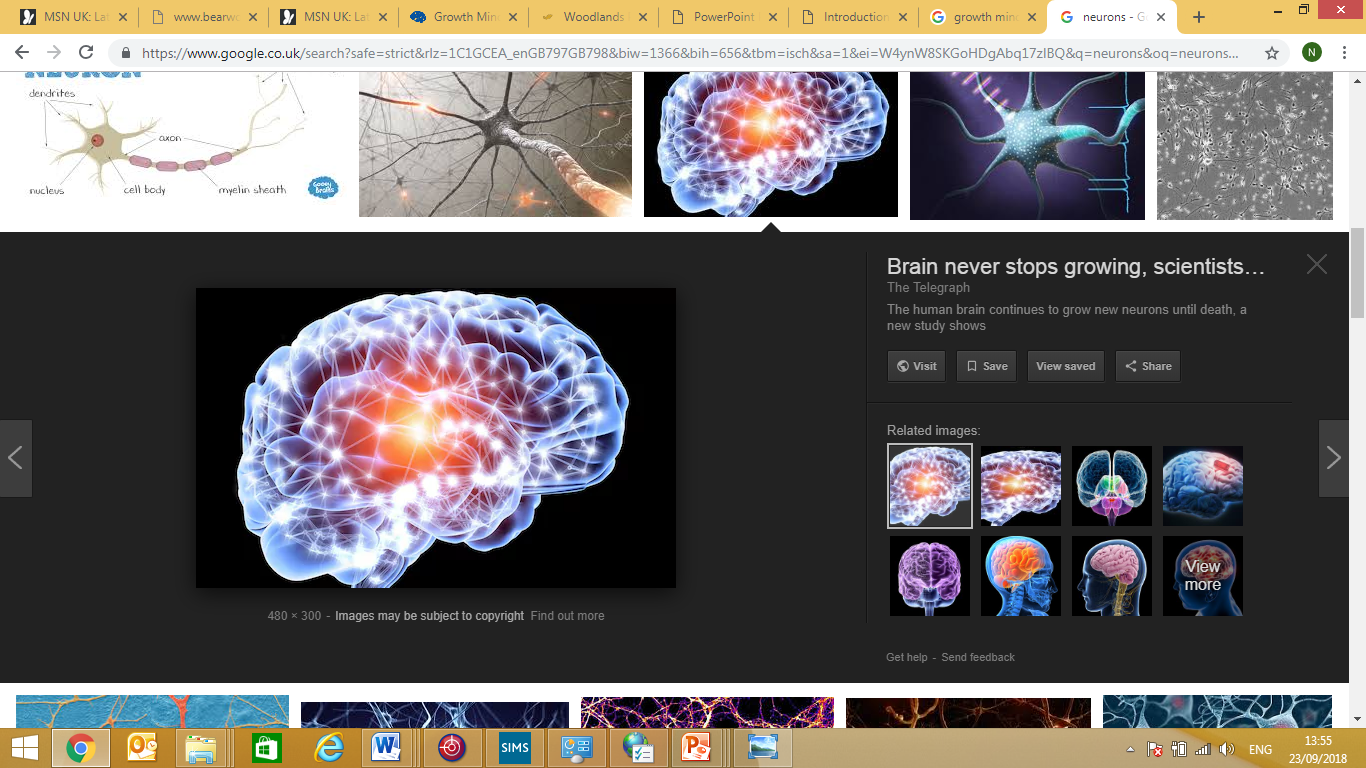 MSN UK: Lat
www.bearwo
MSN UK: Lat
Growth Min
Woodlands
PowerPoint
Introduction
growth mind
neurons - G
https://www.google.co.uk/search?safe=strict&rlz=1C1GCEA_enGB797GB798&biw=1366&bih=656&tbm=isch&sa=1&ei=W4ynW8SKGoHDgAbq17zIBQ&q=neurons&oq=neurons...
N
NEURON
dendrites
axon
nucleus
cell body
myelin sheath
Brain never stops growing, scientists…
The Telegraph
The human brain continues to grow new neurons until death, a
new study shows
Visit
Save
View saved
Share
Related images:
View
more
480 × 300 - Images may be subject to copyright Find out more
Get help - Send feedback
SIMS
ENG
13:55
23/09/2018